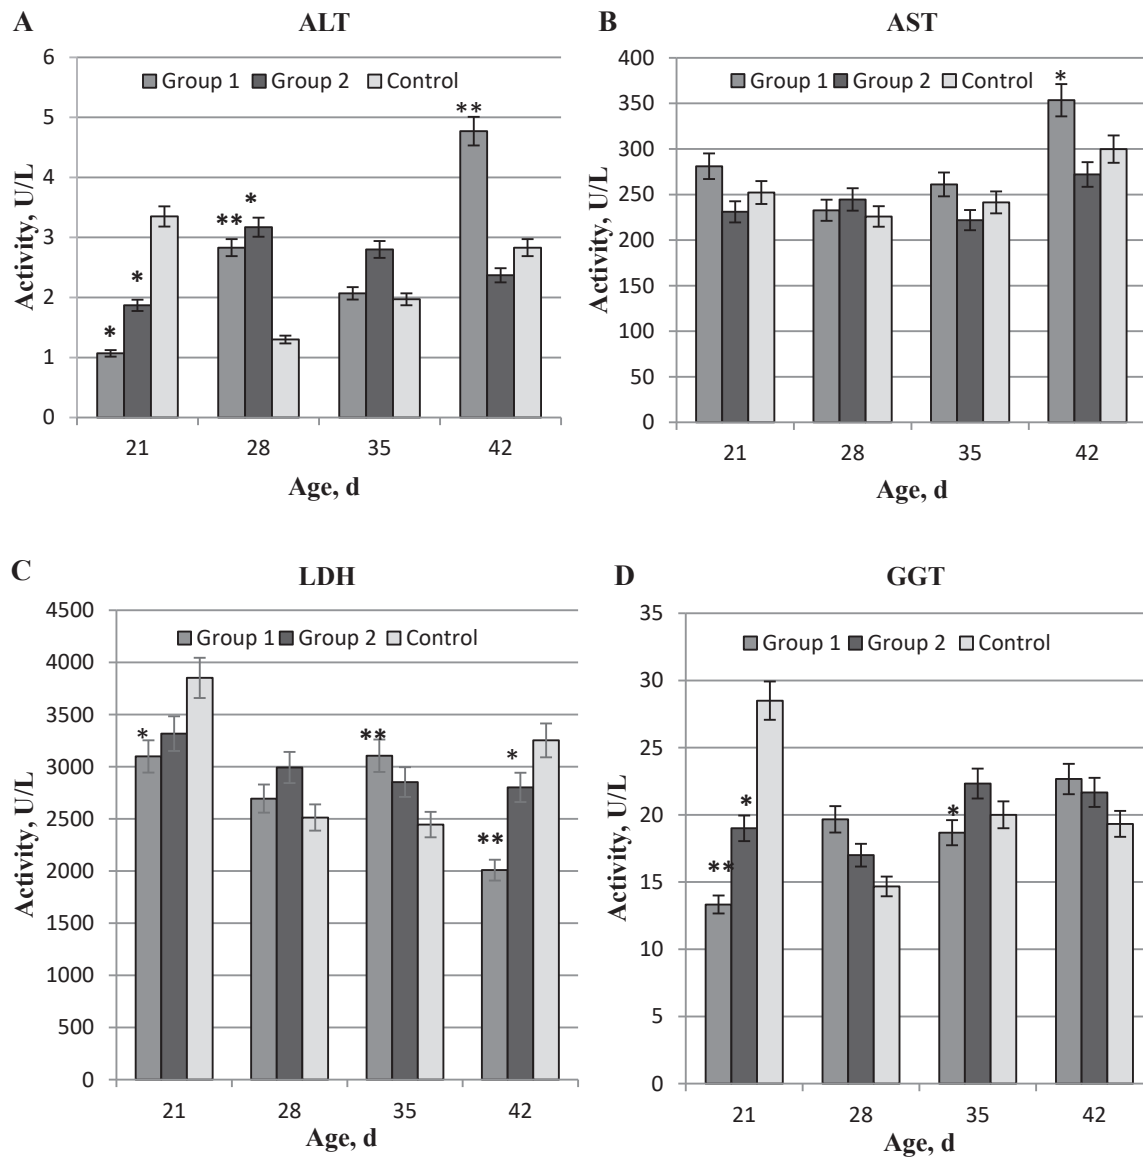 A
ALT
Group 1 Group 2 Control
Activity, U/L
6
5
4
3
2
1
0
**
**
*
*
*
21 28 35 42
Age, d
B
AST
Group 1 Group 2 Control
Activity, U/L
400
350
300
250
200
150
100
50
0
*
21 28 35 42
Age, d
C
LDH
Group 1 Group 2 Control
Activity, U/L
4500
4000
3500
3000
2500
2000
1500
1000
500
0
*
**
*
**
21 28 35 42
Age, d
D
GGT
Group 1 Group 2 Control
Activity, U/L
35
30
25
20
15
10
5
0
**
*
*
21 28 35 42
Age, d